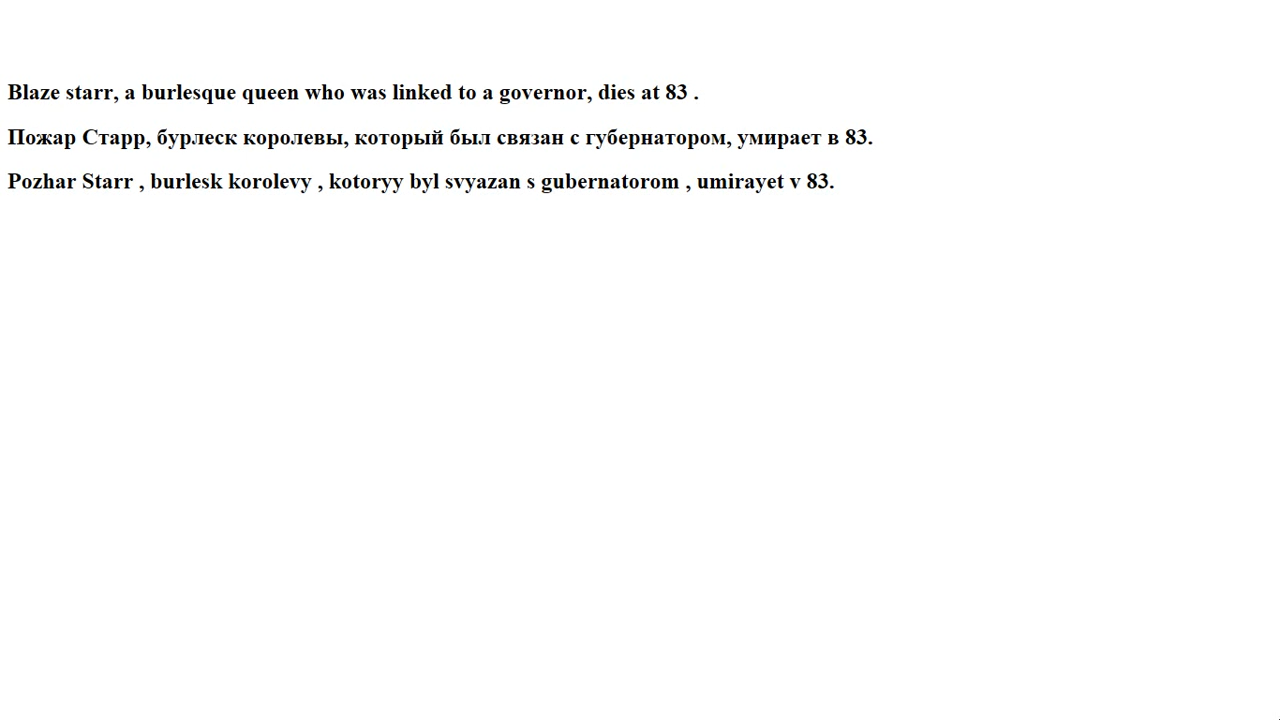 Blaze starr, a burlesque queen who was linked to a governor, dies at 83 .
Пожар Старр, бурлеск королевы, который был связан с губернатором, умирает в 83.
Pozhar Starr , burlesk korolevy , kotoryy byl svyazan s gubernatorom , umirayet v 83.